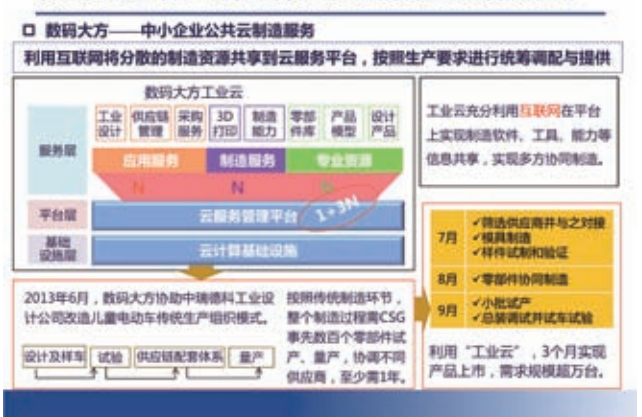 数码大方——中小企业公共云制造服务
利用互联网将分散的制造资源共享到云服务平台，按照生产要求进行统筹调配与提供
数码大方工业云
服务层
工业
设计
供应链
管理
采购
服务
3D
打印
制造
能力
零部
件库
产品
模型
设计
产品
应用服务
制造服务
专业资源
N
N
N
平台层
云服务管理平台
1+3N
基础
设施层
云计算基础设施
工业云充分利用互联网在平台
上实现制造软件、工具、能力等
信息共享，实现多方协同制造。
2013年6月，数码大方协助中瑞德科工业设
计公司改造儿童电动车传统生产组织模式。
设计及样车
试验
供应链配套体系
量产
按照传统制造环节，
整个制造过程需CSG
事先数百个零部件试
产、量产，协调不同
供应商，至少需1年。
7月
✓筛选供应商并与之对接
✓模具制造
✓样件试制和验证
8月
✓零部件协同制造
9月
✓小批试产
✓总装调试并试车试验
利用“工业云”，3个月实现
产品上市，需求规模超万台。